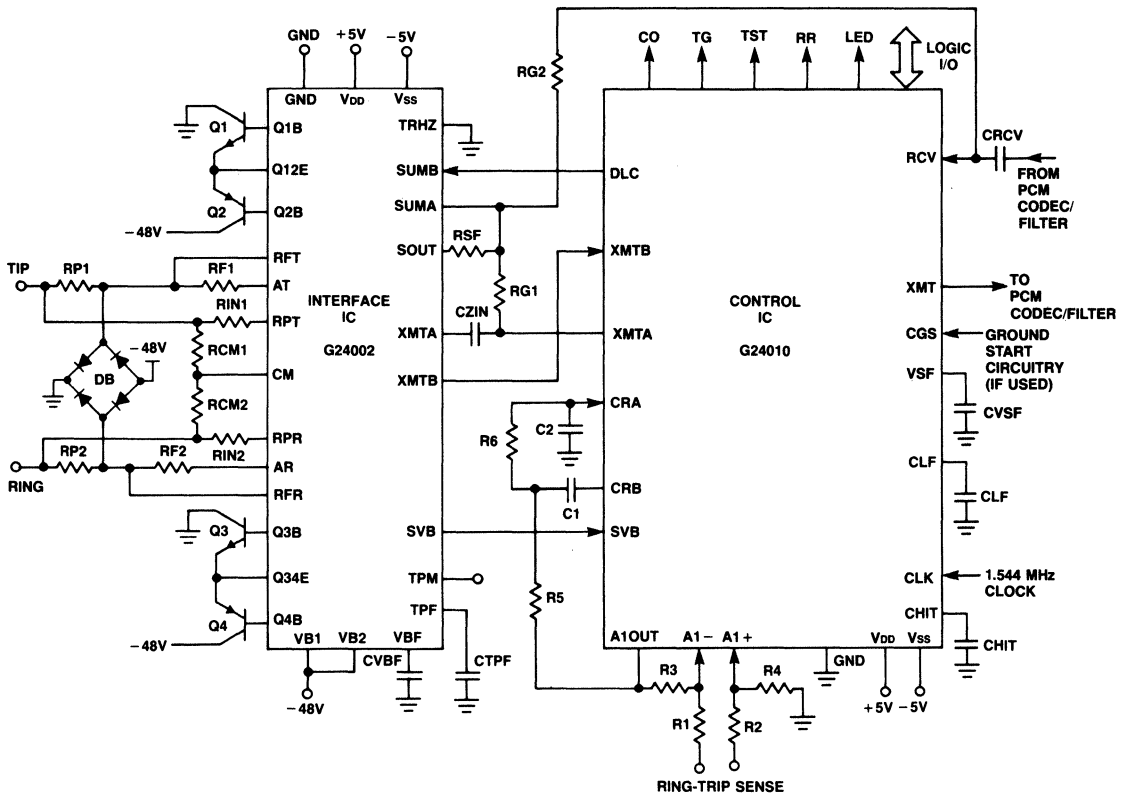 GND
+5V
−5V
GND
VDD
VSS
Q1
Q1B
Q12E
Q2
Q2B
−48V
TRHZ
SUMB
SUMA
SOUT
RSF
RG2
RG1
CZIN
XMTA
XMTB
TIP
RP1
RF1
RFT
AT
RIN1
RPT
RCM1
CM
RCM2
−48V
DB
RPR
RIN2
RP2
RF2
AR
RING
RFR
INTERFACE
IC
G24002
Q3
Q3B
Q34E
Q4
Q4B
−48V
SVB
TPM
TPF
VB1
VB2
VBF
CVBF
CTPF
−48V
CO
TG
TST
RR
LED
LOGIC
I/O
DLC
XMTB
XMTA
CRA
C2
R6
CRB
C1
SVB
R5
CONTROL
IC
G24010
RCV
CRCV
FROM
PCM
CODEC/
FILTER
XMT
TO
PCM
CODEC/FILTER
CGS
GROUND
START
CIRCUITRY
(IF USED)
VSF
CVSF
CLF
CLF
CLK
1.544 MHz
CLOCK
CHIT
CHIT
A1OUT
A1−
A1+
GND
VDD
VSS
+5V
−5V
R3
R4
R1
R2
RING-TRIP SENSE